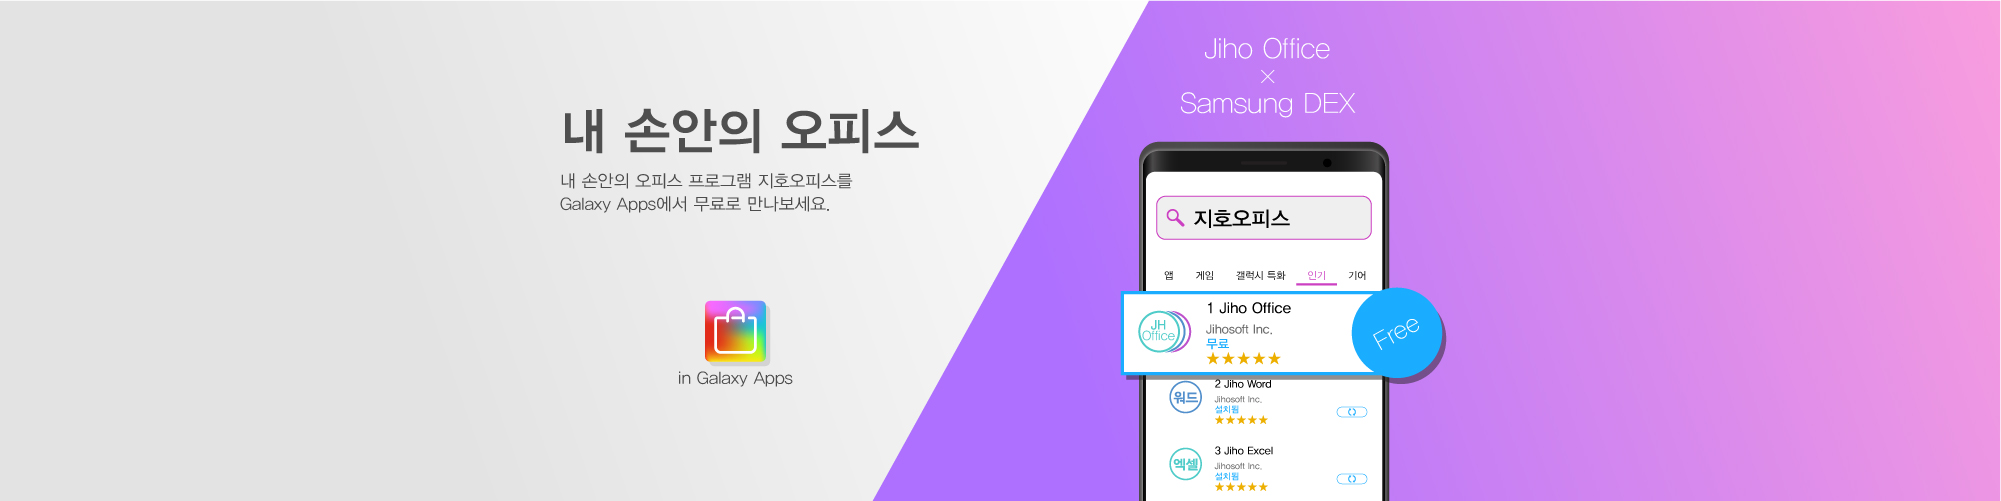 내 손안의 오피스
내 손안의 오피스 프로그램 지호오피스를
Galaxy Apps에서 무료로 만나보세요.
in Galaxy Apps
Jiho Office
×
Samsung DEX
지호오피스
앱 게임 갤럭시 특화 인기 기어
JH
Office
1 Jiho Office
Jihosoft Inc.
무료
★★★★★
Free
워드
2 Jiho Word
Jihosoft Inc.
설치됨
★★★★★
엑셀
3 Jiho Excel
Jihosoft Inc.
설치됨
★★★★★